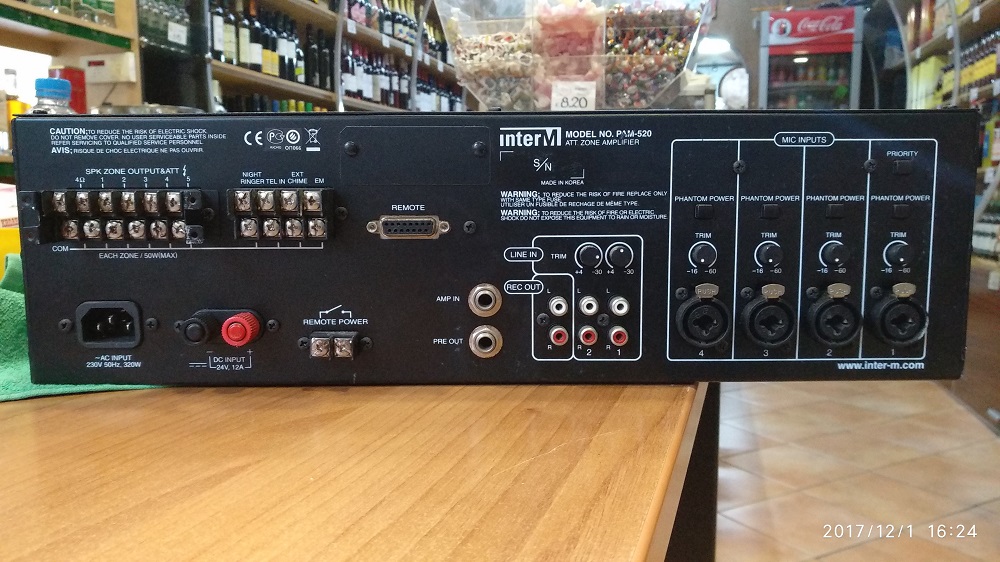 Coca-Cola
8.20
CAUTION: TO REDUCE THE RISK OF ELECTRIC SHOCK.
DO NOT REMOVE COVER. NO USER SERVICEABLE PARTS INSIDE
REFER SERVICING TO QUALIFIED SERVICE PERSONNEL.
AVIS: RISQUE DE CHOC ELECTRIQUE NE PAS OUVRIR.
CE
inter M
MODEL NO. PAM-520
ATT ZONE AMPLIFIER
S/N
MADE IN KOREA
WARNING: TO REDUCE THE RISK OF FIRE REPLACE ONLY
WITH SAME TYPE FUSE.
UTILISER UN FUSIBLE DE RECHARGE DE MÊME TYPE.
WARNING: TO REDUCE THE RISK OF FIRE OR ELECTRIC
SHOCK DO NOT EXPOSE THIS EQUIPMENT TO RAIN OR MOISTURE
MIC INPUTS
PRIORITY
PHANTOM POWER PHANTOM POWER PHANTOM POWER PHANTOM POWER
TRIM TRIM TRIM TRIM
-16 -60 -16 -60 -16 -60 -16 -60
4 3 2 1
www.inter-m.com
SPK ZONE OUTPUT&ATT
4Ω 1 2 3 4 5
COM
EACH ZONE / 50W(MAX)
NIGHT EXT
RINGER TEL IN CHIME EM
REMOTE
LINE IN
TRIM
+4 -30 +4 -30
REC OUT
L L
R R
2 1
AMP IN
PRE OUT
~AC INPUT
230V 50Hz, 320W
DC INPUT
24V, 12A
REMOTE POWER
2017/12/1 16:24